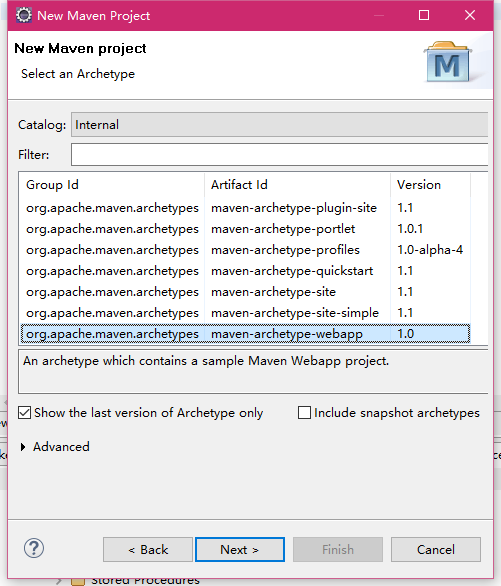 New Maven Project
New Maven project
Select an Archetype
M
Catalog: Internal
Filter:
Group Id Artifact Id Version
org.apache.maven.archetypes maven-archetype-plugin-site 1.1
org.apache.maven.archetypes maven-archetype-portlet 1.0.1
org.apache.maven.archetypes maven-archetype-profiles 1.0-alpha-4
org.apache.maven.archetypes maven-archetype-quickstart 1.1
org.apache.maven.archetypes maven-archetype-site 1.1
org.apache.maven.archetypes maven-archetype-site-simple 1.1
org.apache.maven.archetypes maven-archetype-webapp 1.0
An archetype which contains a sample Maven Webapp project.
Show the last version of Archetype only Include snapshot archetypes
Advanced
? < Back Next > Finish Cancel
Stored Procedures